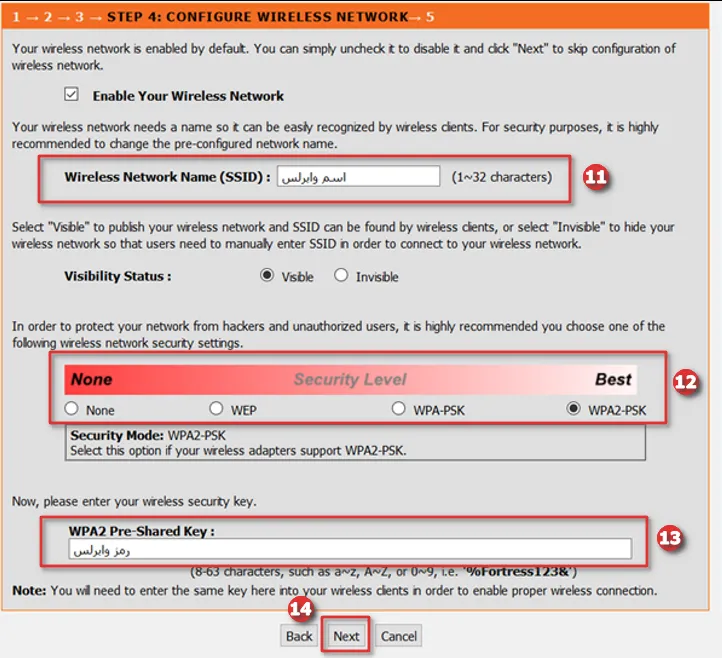 1 → 2 → 3 → STEP 4: CONFIGURE WIRELESS NETWORK → 5
Your wireless network is enabled by default. You can simply uncheck it to disable it and click "Next" to skip configuration of
wireless network.
Enable Your Wireless Network
Your wireless network needs a name so it can be easily recognized by wireless clients. For security purposes, it is highly
recommended to change the pre-configured network name.
Wireless Network Name (SSID) : اسم وایرلس (1~32 characters)
11
Select "Visible" to publish your wireless network and SSID can be found by wireless clients, or select "Invisible" to hide your
wireless network so that users need to manually enter SSID in order to connect to your wireless network.
Visibility Status : Visible Invisible
In order to protect your network from hackers and unauthorized users, it is highly recommended you choose one of the
following wireless network security settings.
None Security Level Best
12
None WEP WPA-PSK WPA2-PSK
Security Mode: WPA2-PSK
Select this option if your wireless adapters support WPA2-PSK.
Now, please enter your wireless security key.
WPA2 Pre-Shared Key :
13
رمز وایرلس
(8-63 characters, such as a~z, A~Z, or 0~9, i.e. '%Fortress123&')
Note: You will need to enter the same key here into your wireless clients in order to enable proper wireless connection.
14
Back Next Cancel